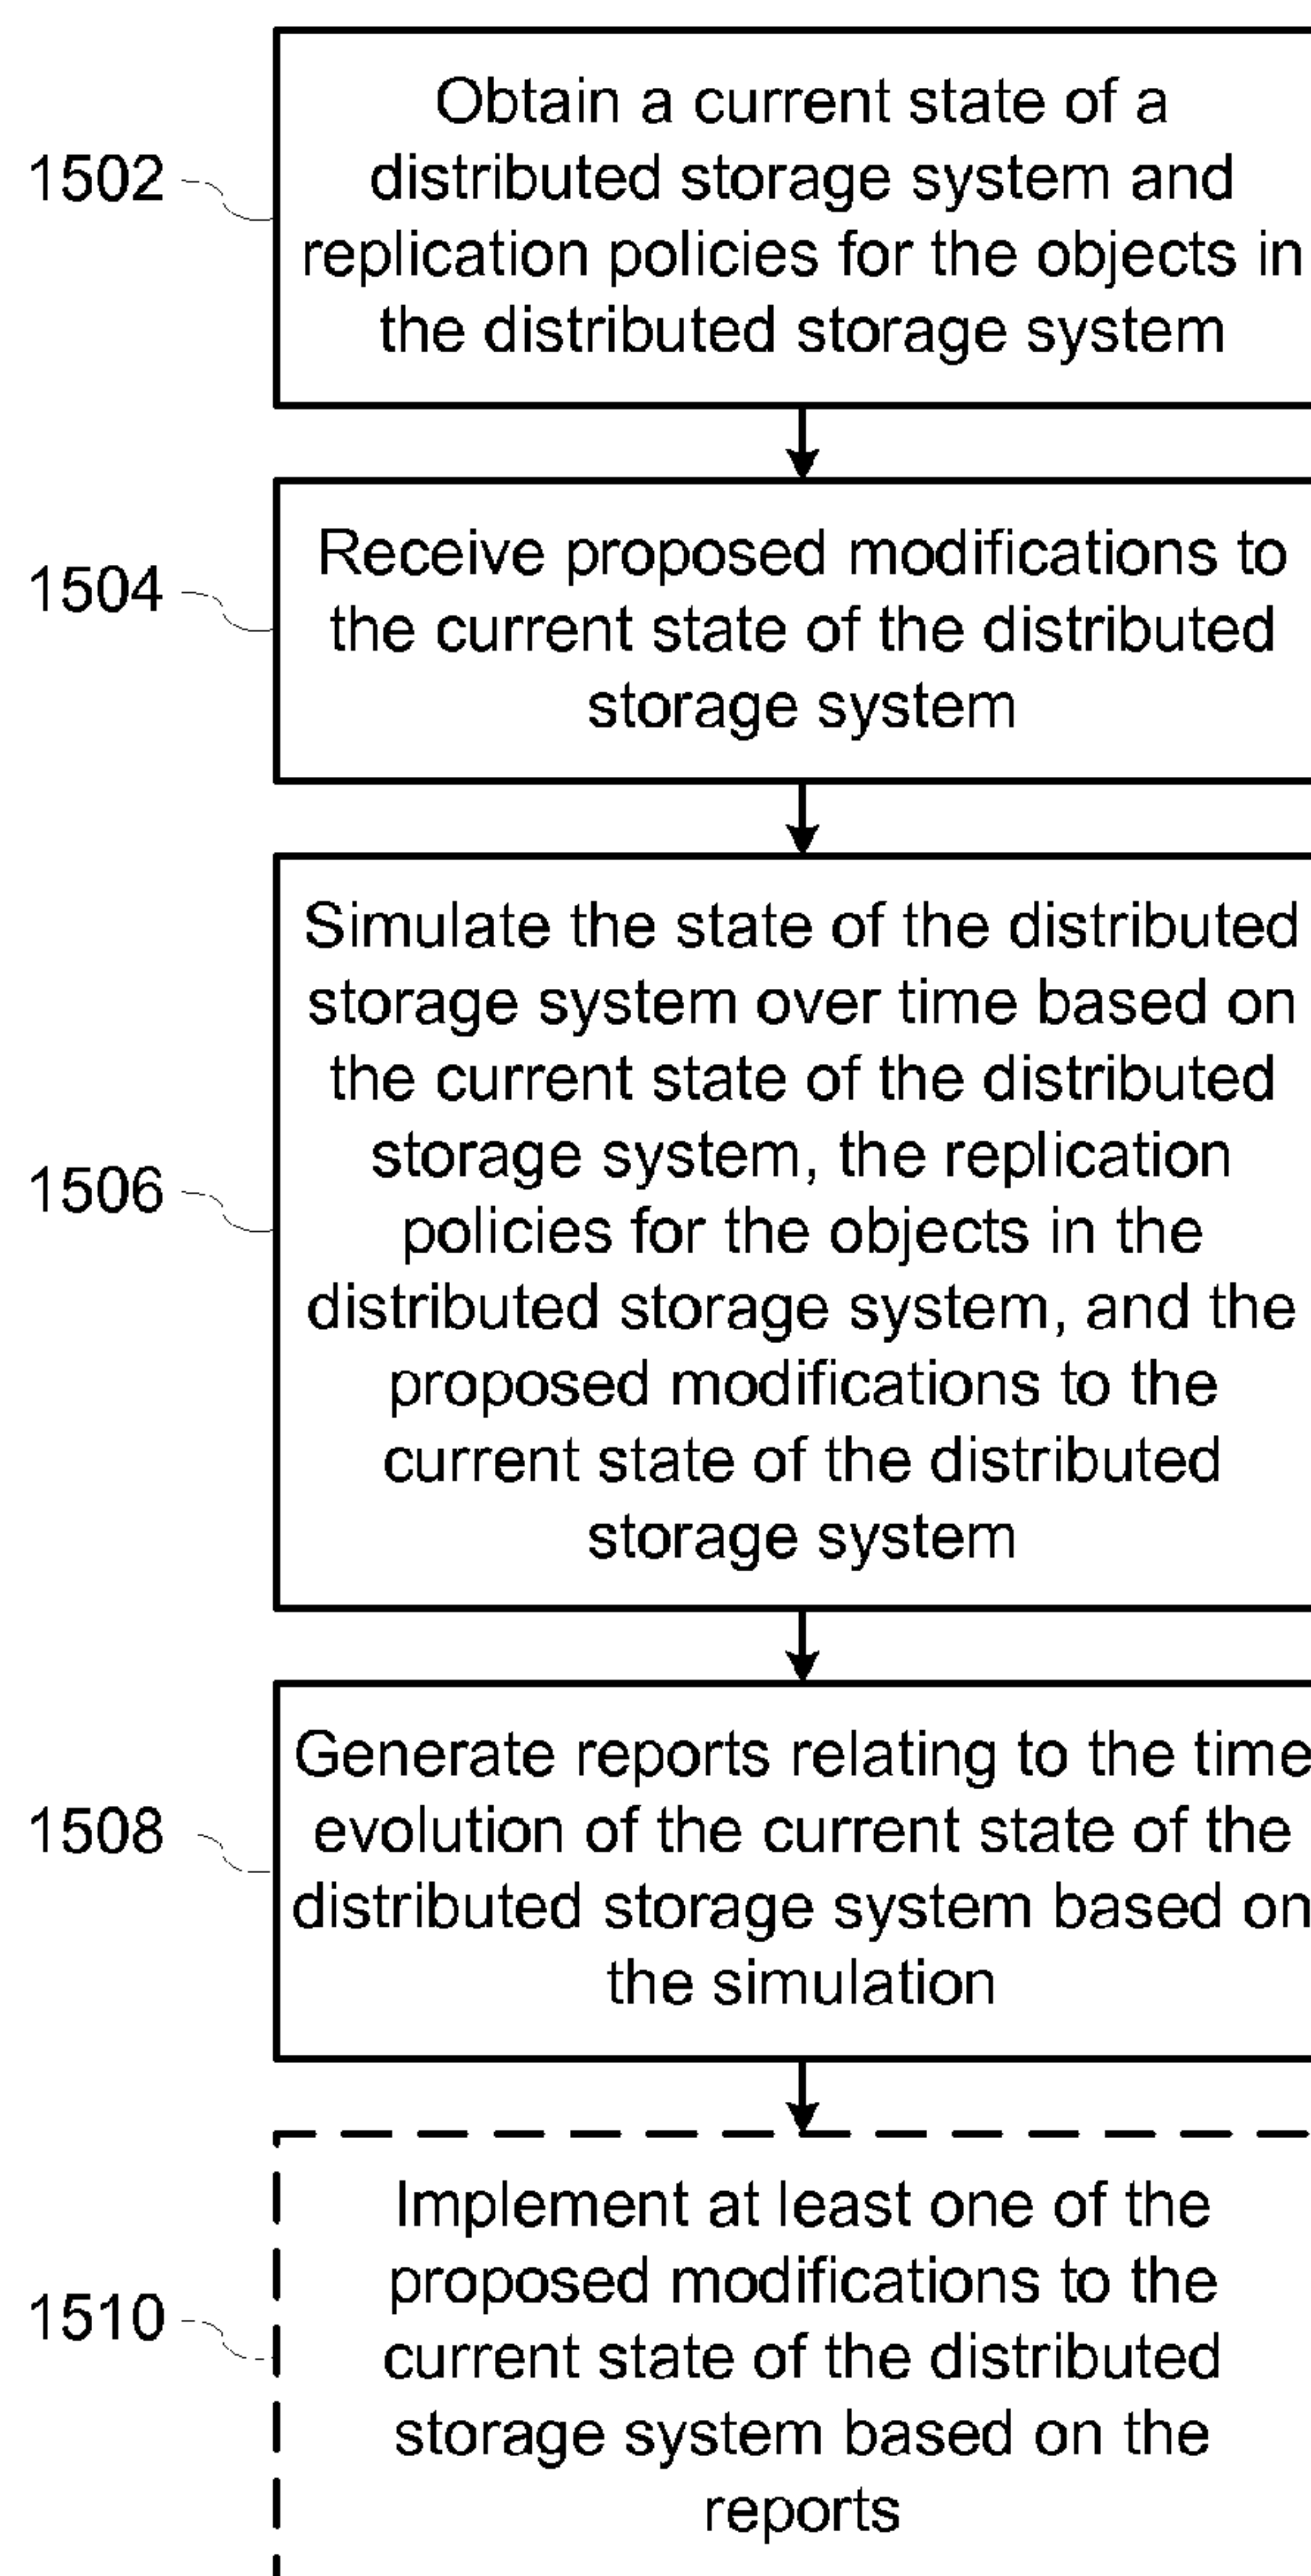 Obtain a current state of a
1502
distributed storage system and
replication policies for the objects in
the distributed storage system
Receive proposed modifications to
1504
the current state of the distributed
storage system
Simulate the state of the distributed
storage system over time based on
the current state of the distributed
storage system, the replication
1506
policies for the objects in the
distributed storage system, and the
proposed modifications to the
current state of the distributed
storage system
Generate reports relating to the time
1508
evolution of the current state of the
distributed storage system based on
the simulation
Implement at least one of the
proposed modifications to the
1510
current state of the distributed
storage system based on the
reports